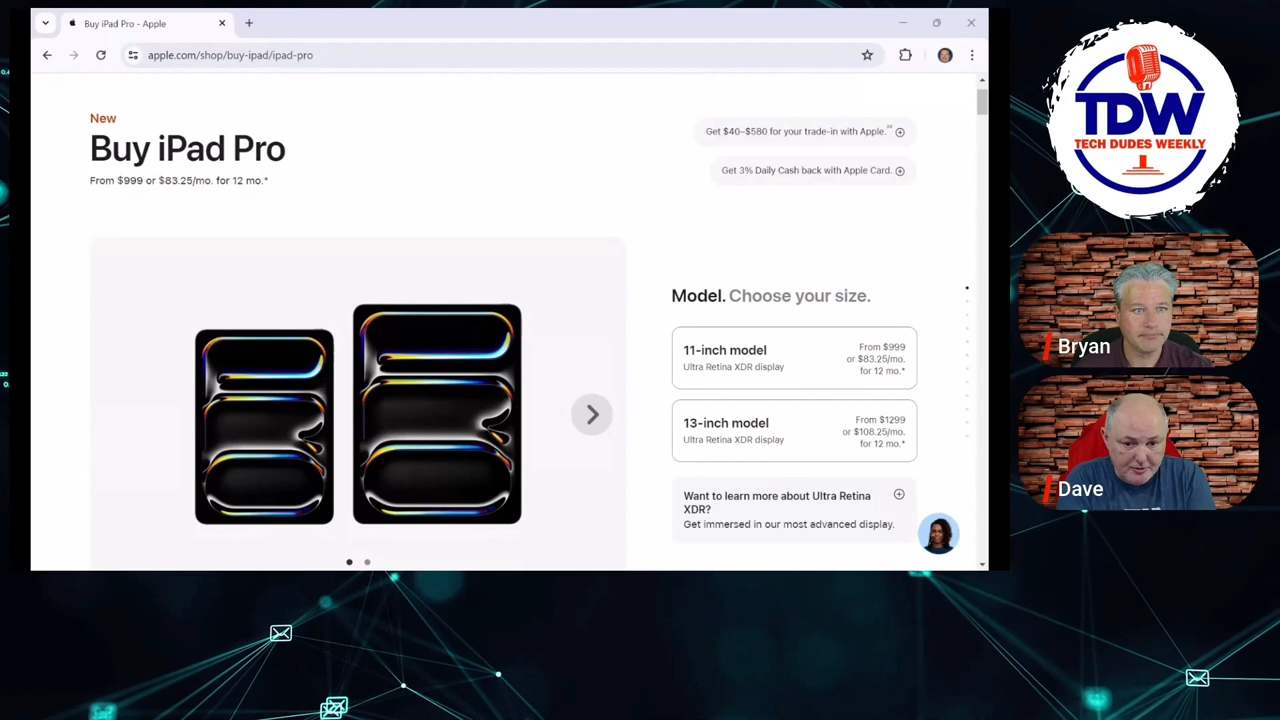 Buy iPad Pro - Apple
apple.com/shop/buy-ipad/ipad-pro
New
Buy iPad Pro
From $999 or $83.25/mo. for 12 mo.*
Get $40–$580 for your trade-in with Apple.
Get 3% Daily Cash back with Apple Card.
Model. Choose your size.
11-inch model
Ultra Retina XDR display
From $999
or $83.25/mo.
for 12 mo.*
13-inch model
Ultra Retina XDR display
From $1299
or $108.25/mo.
for 12 mo.*
Want to learn more about Ultra Retina
XDR?
Get immersed in our most advanced display.
TDW
TECH DUDES WEEKLY
Bryan
Dave